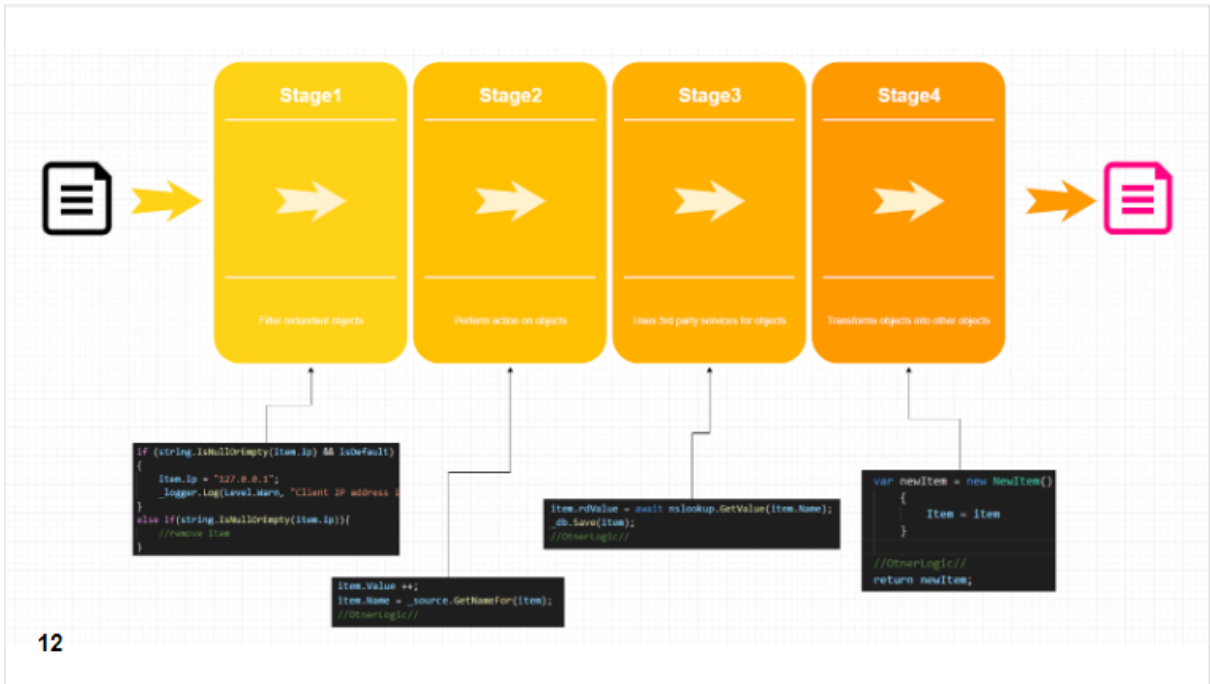 Stage1
Stage2
Stage3
Stage4
Filter redundant objects
Perform action on objects
Uses 3rd party services for objects
Transforms objects into other objects
if (string.IsNullOrEmpty(item.Ip) && isDefault)
{
item.Ip = "127.0.0.1";
_logger.Log(Level.Warn, "Client IP address i
}
else if(string.IsNullOrEmpty(item.Ip)){
//remove item
}
item.Value ++;
item.Name = _source.GetNameFor(item);
//OtnerLogic//
item.rdValue = await nslookup.GetValue(item.Name);
_db.Save(item);
//OtnerLogic//
var newItem = new NewItem()
{
Item = item
}
//OtnerLogic//
return newItem;
12